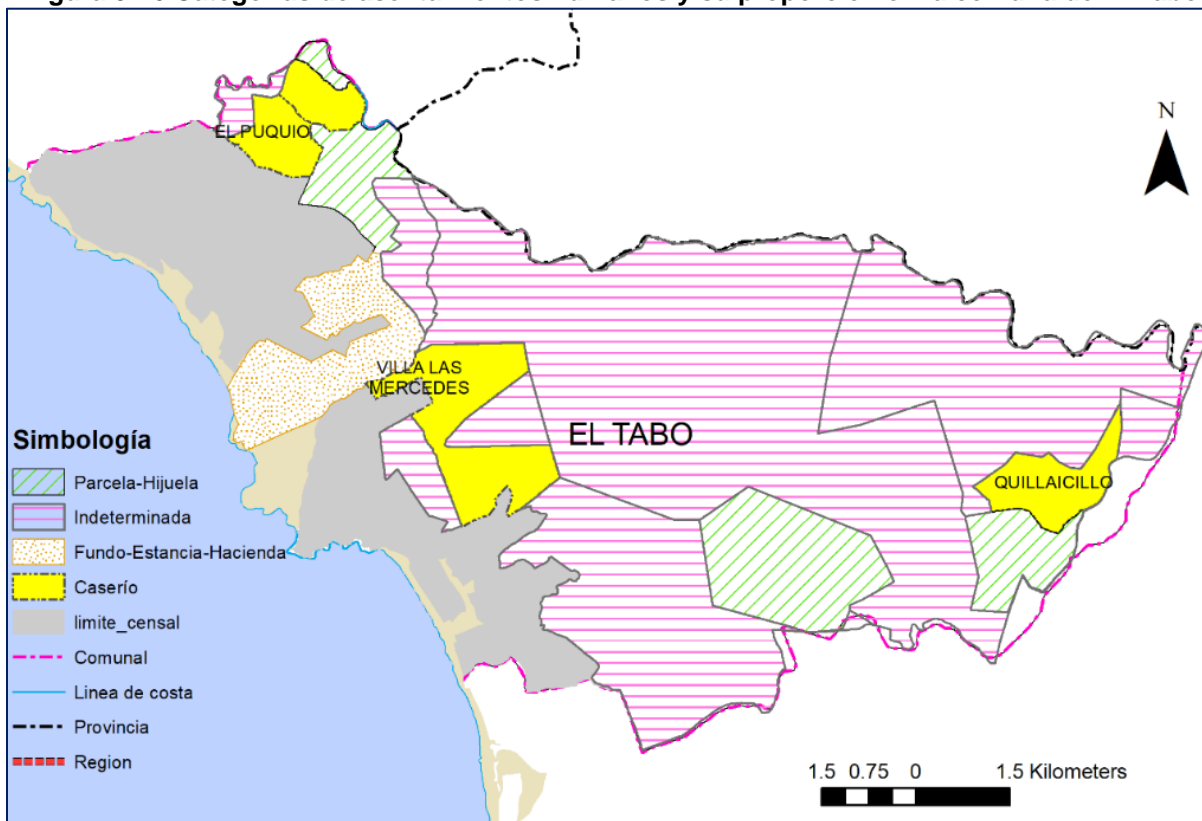 EL PUQUIO
N
VILLA LAS
MERCEDES
EL TABO
QUILLAICILLO
Simbología
Parcela-Hijuela
Indeterminada
Fundo-Estancia-Hacienda
Caserío
limite_censal
Comunal
Linea de costa
Provincia
Region
1.5 0.75 0 1.5 Kilometers